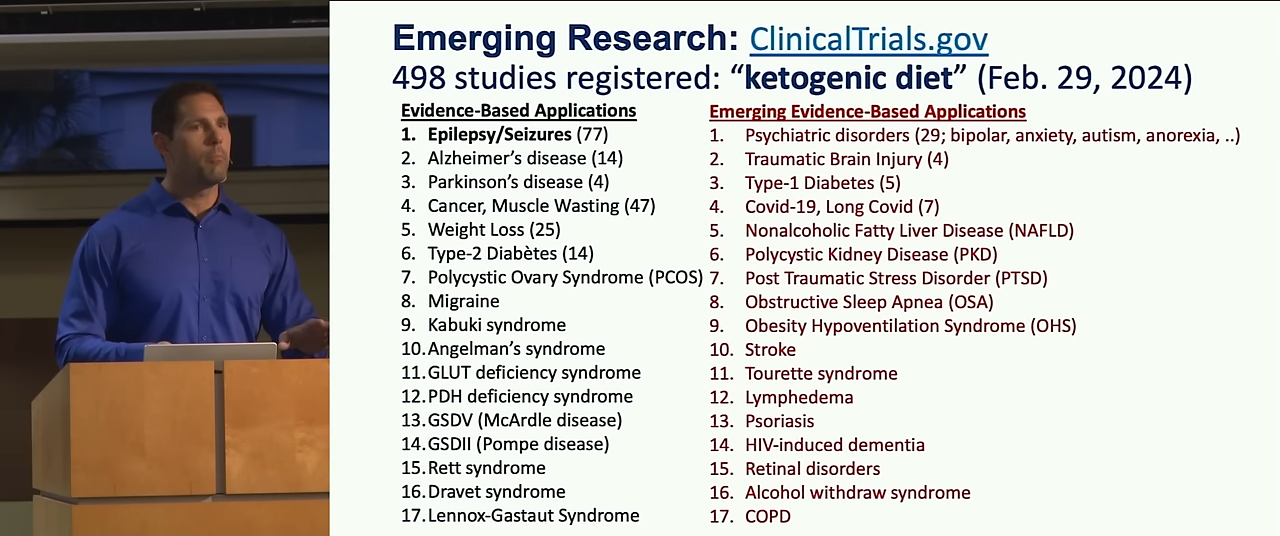 Emerging Research: ClinicalTrials.gov
498 studies registered: “ketogenic diet” (Feb. 29, 2024)
Evidence-Based Applications
1. Epilepsy/Seizures (77)
2. Alzheimer’s disease (14)
3. Parkinson’s disease (4)
4. Cancer, Muscle Wasting (47)
5. Weight Loss (25)
6. Type-2 Diabètes (14)
7. Polycystic Ovary Syndrome (PCOS)
8. Migraine
9. Kabuki syndrome
10. Angelman’s syndrome
11. GLUT deficiency syndrome
12. PDH deficiency syndrome
13. GSDV (McArdle disease)
14. GSDII (Pompe disease)
15. Rett syndrome
16. Dravet syndrome
17. Lennox-Gastaut Syndrome
Emerging Evidence-Based Applications
1. Psychiatric disorders (29; bipolar, anxiety, autism, anorexia, ..)
2. Traumatic Brain Injury (4)
3. Type-1 Diabetes (5)
4. Covid-19, Long Covid (7)
5. Nonalcoholic Fatty Liver Disease (NAFLD)
6. Polycystic Kidney Disease (PKD)
7. Post Traumatic Stress Disorder (PTSD)
8. Obstructive Sleep Apnea (OSA)
9. Obesity Hypoventilation Syndrome (OHS)
10. Stroke
11. Tourette syndrome
12. Lymphedema
13. Psoriasis
14. HIV-induced dementia
15. Retinal disorders
16. Alcohol withdraw syndrome
17. COPD